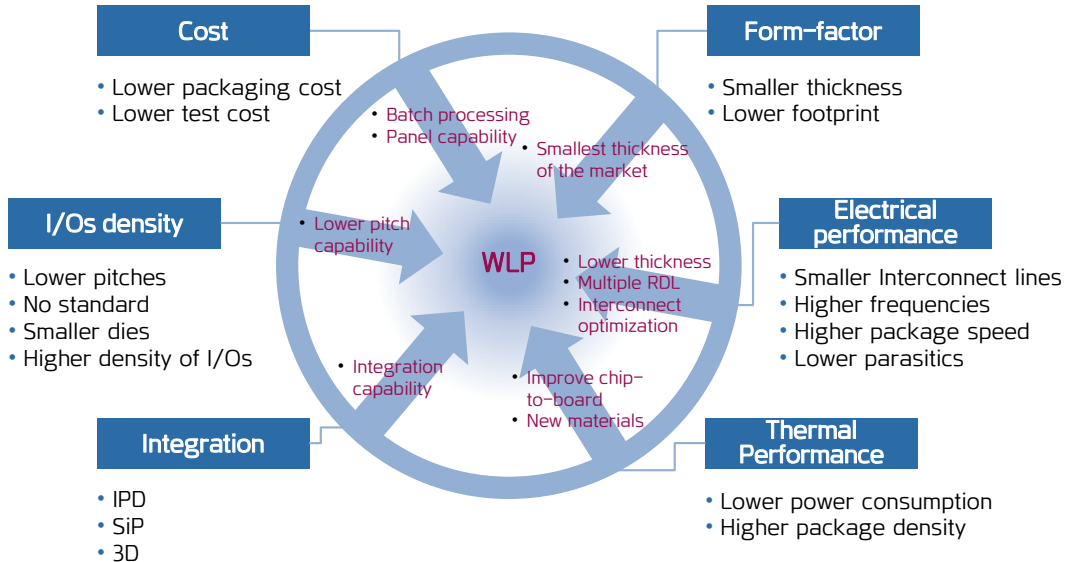 Cost
• Lower packaging cost
• Lower test cost
Form-factor
• Smaller thickness
• Lower footprint
• Batch processing
• Panel capability
• Smallest thickness
of the market
I/Os density
• Lower pitches
• No standard
• Smaller dies
• Higher density of I/Os
• Lower pitch
capability
WLP
• Lower thickness
• Multiple RDL
• Interconnect
optimization
Electrical
performance
• Smaller Interconnect lines
• Higher frequencies
• Higher package speed
• Lower parasitics
• Integration
capability
• Improve chip-
to-board
• New materials
Integration
• IPD
• SiP
• 3D
Thermal
Performance
• Lower power consumption
• Higher package density